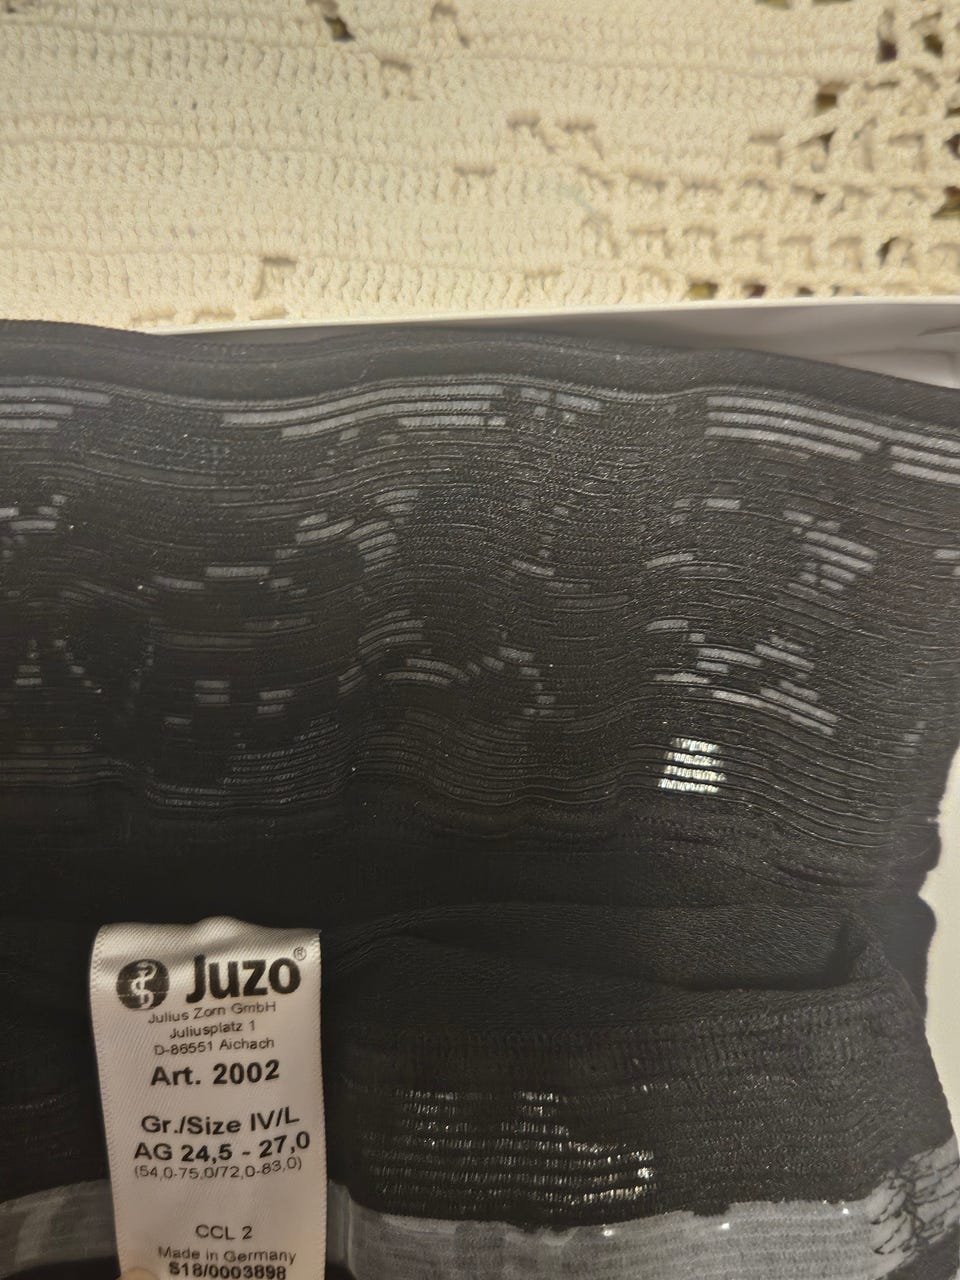 Juzo®
Julius Zorn GmbH
Juliusplatz 1
D-86551 Aichach
Art. 2002
Gr./Size IV/L
AG 24,5 - 27,0
(54,0-75,0/72,0-83,0)
CCL 2
Made in Germany
S18/0003898